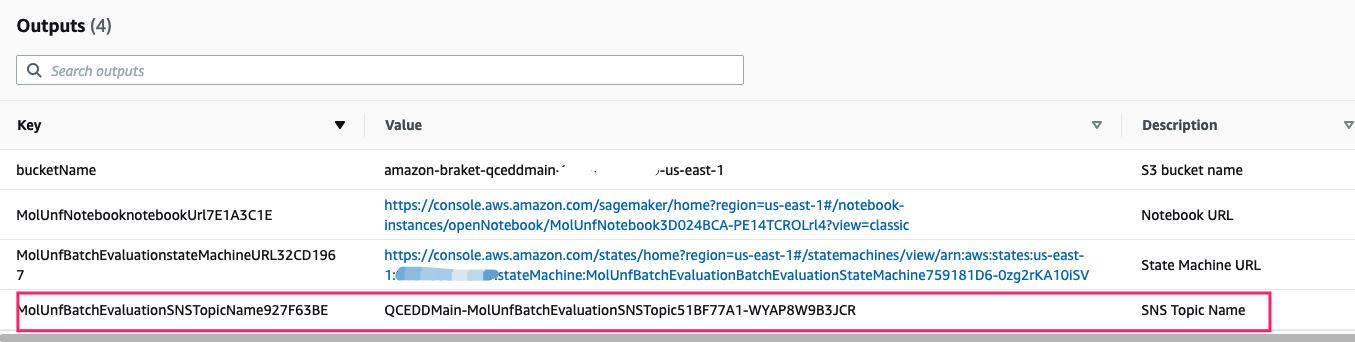 Outputs (4)
Search outputs
Key Value Description
bucketName amazon-braket-qceddmain- -us-east-1 S3 bucket name
https://console.aws.amazon.com/sagemaker/home?region=us-east-1#/notebook-
MolUnfNotebooknotebookUrl7E1A3C1E Notebook URL
instances/openNotebook/MolUnfNotebook3D024BCA-PE14TCROLrl4?view=classic
MolUnfBatchEvaluationstateMachineURL32CD196 https://console.aws.amazon.com/states/home?region=us-east-1#/statemachines/view/arn:aws:states:us-east-
State Machine URL
7 1: :stateMachine:MolUnfBatchEvaluationBatchEvaluationStateMachine759181D6-0zg2rKA10iSV
MolUnfBatchEvaluationSNSTopicName927F63BE QCEDDMain-MolUnfBatchEvaluationSNSTopic51BF77A1-WYAP8W9B3JCR SNS Topic Name